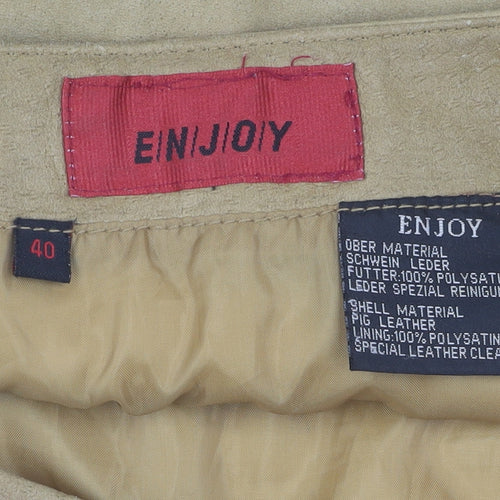 E/N/J/O/Y
40
ENJOY
OBER MATERIAL
SCHWEIN LEDER
FUTTER:100% POLYSATI
LEDER SPEZIAL REINIGU
SHELL MATERIAL
PIG LEATHER
LINING:100% POLYSATIN
SPECIAL LEATHER CLEA